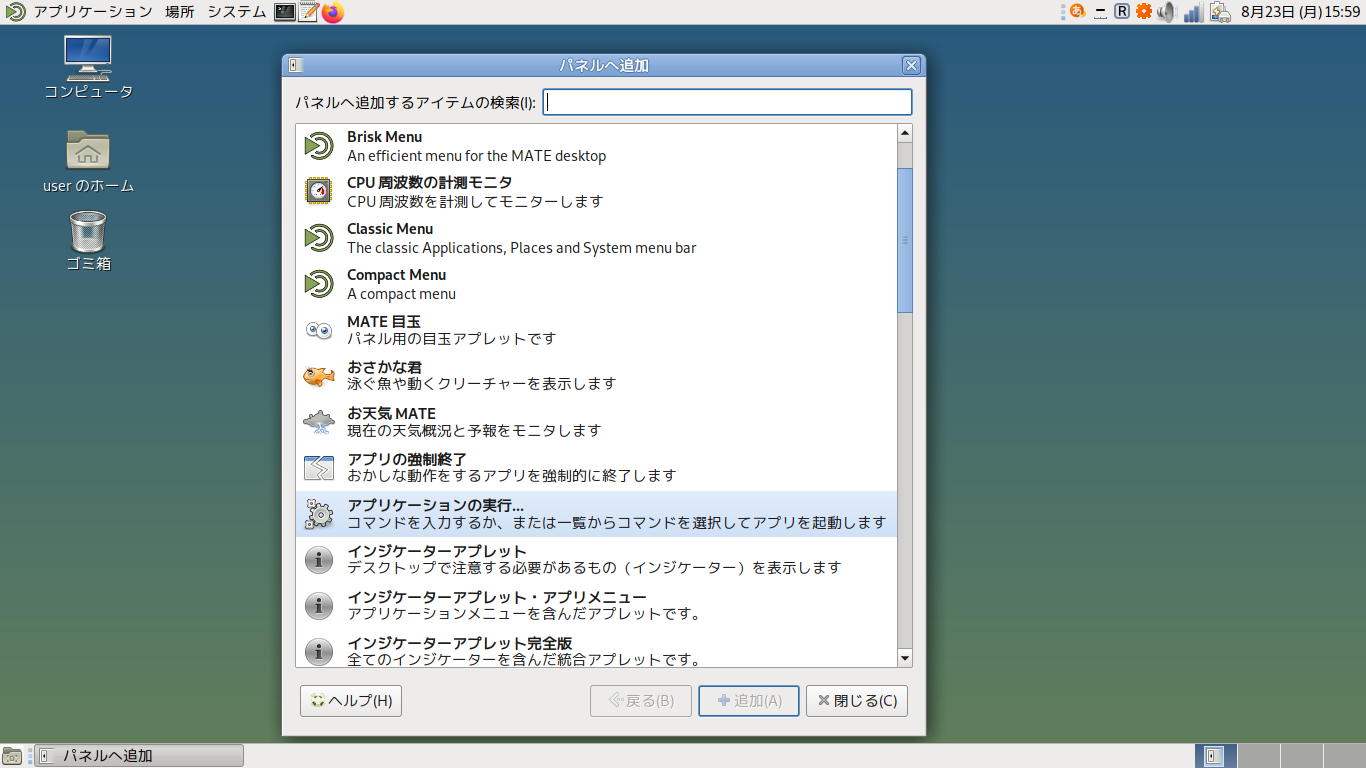 アプリケーション 場所 システム
あ
R
8月23日 (月) 15:59
コンピュータ
user のホーム
ゴミ箱
パネルへ追加
パネルへ追加するアイテムの検索(I):
Brisk Menu
An efficient menu for the MATE desktop
CPU 周波数の計測モニタ
CPU 周波数を計測してモニターします
Classic Menu
The classic Applications, Places and System menu bar
Compact Menu
A compact menu
MATE 目玉
パネル用の目玉アプレットです
おさかな君
泳ぐ魚や動くクリーチャーを表示します
お天気 MATE
現在の天気概況と予報をモニタします
アプリの強制終了
おかしな動作をするアプリを強制的に終了します
アプリケーションの実行...
コマンドを入力するか、または一覧からコマンドを選択してアプリを起動します
インジケーターアプレット
デスクトップで注意する必要があるもの（インジケーター）を表示します
インジケーターアプレット・アプリメニュー
アプリケーションメニューを含んだアプレットです。
インジケーターアプレット完全版
全てのインジケーターを含んだ統合アプレットです。
ヘルプ(H)
戻る(B)
追加(A)
閉じる(C)
パネルへ追加